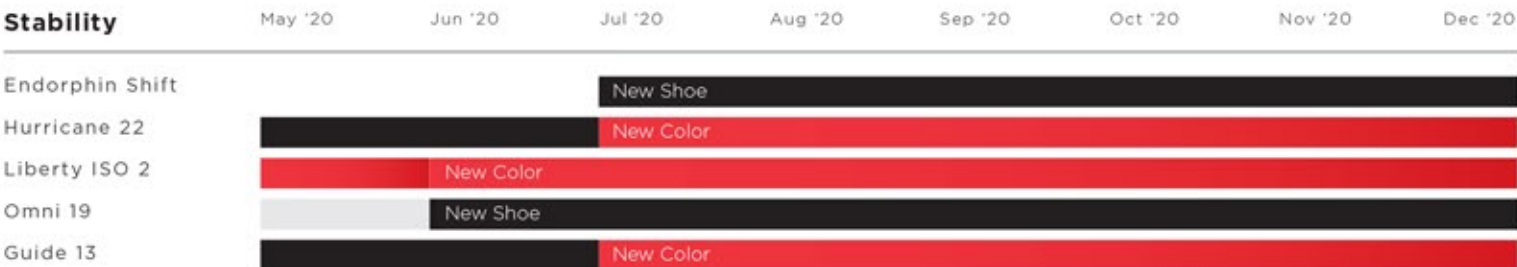 Stability May '20 Jun '20 Jul '20 Aug '20 Sep '20 Oct '20 Nov '20 Dec '20
Endorphin Shift New Shoe
Hurricane 22 New Color
Liberty ISO 2 New Color
Omni 19 New Shoe
Guide 13 New Color